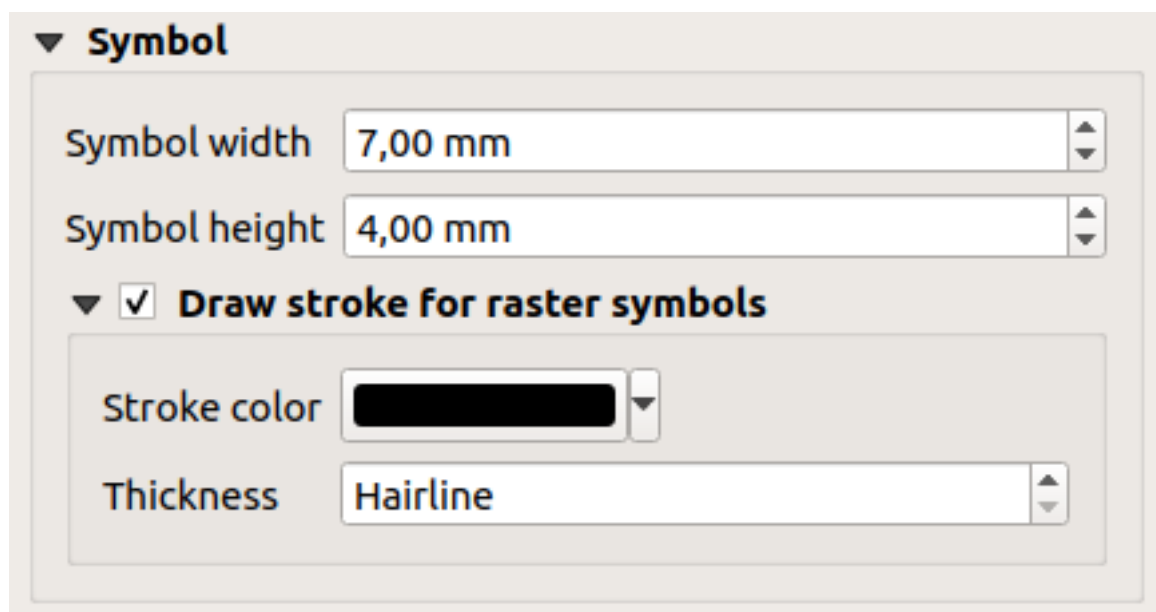 Symbol
Symbol width 7,00 mm
Symbol height 4,00 mm
Draw stroke for raster symbols
Stroke color
Thickness Hairline